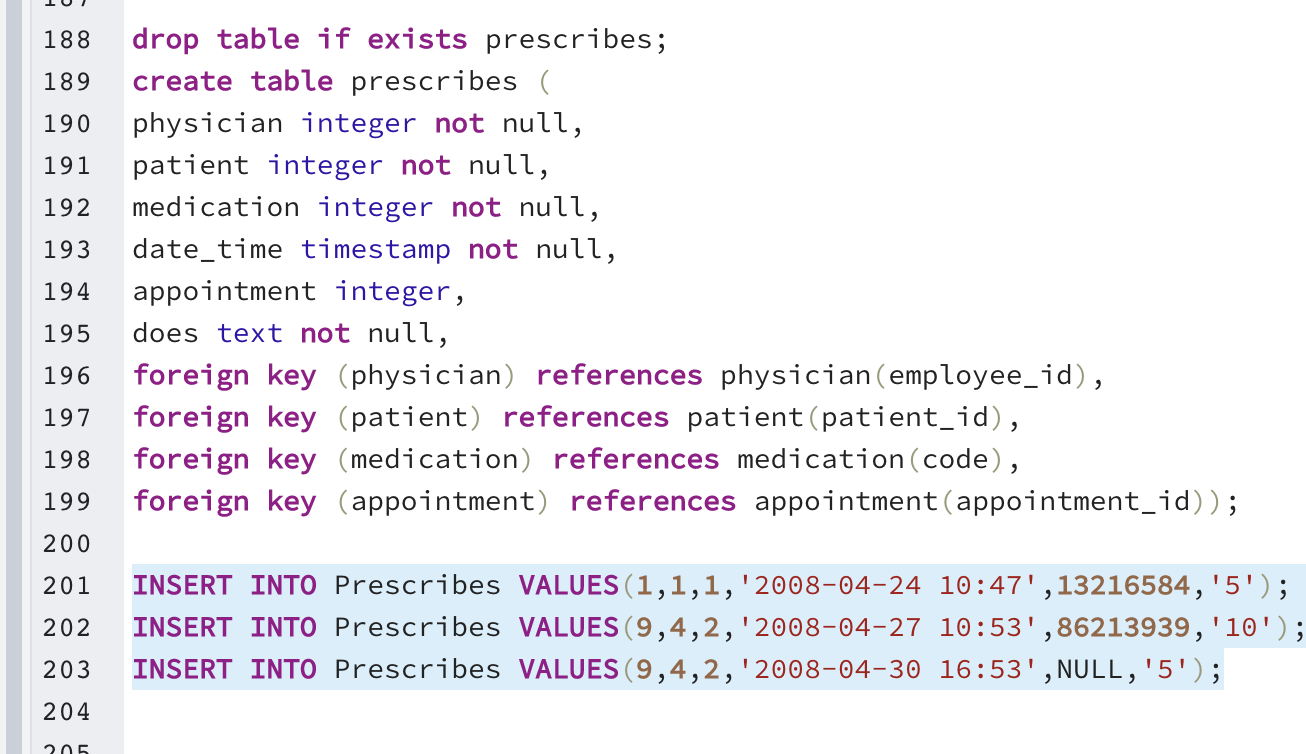 187
188 drop table if exists prescribes;
189 create table prescribes (
190 physician integer not null,
191 patient integer not null,
192 medication integer not null,
193 date_time timestamp not null,
194 appointment integer,
195 does text not null,
196 foreign key (physician) references physician(employee_id),
197 foreign key (patient) references patient(patient_id),
198 foreign key (medication) references medication(code),
199 foreign key (appointment) references appointment(appointment_id));
200
201 INSERT INTO Prescribes VALUES(1,1,1,'2008-04-24 10:47',13216584,'5');
202 INSERT INTO Prescribes VALUES(9,4,2,'2008-04-27 10:53',86213939,'10');
203 INSERT INTO Prescribes VALUES(9,4,2,'2008-04-30 16:53',NULL,'5');
204
205